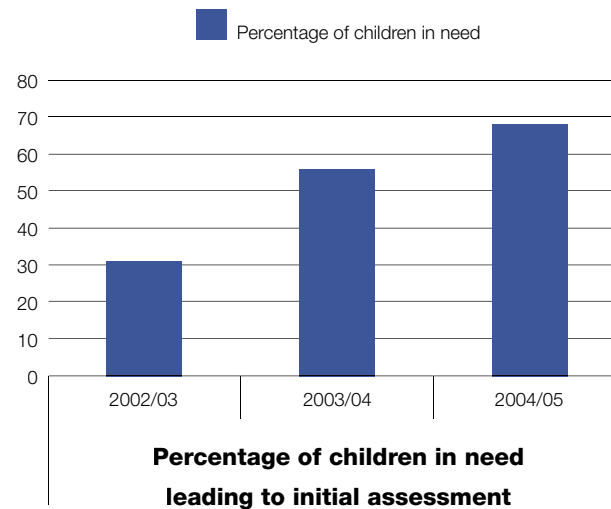 Percentage of children in need
80
70
60
50
40
30
20
10
0
2002/03 2003/04 2004/05
Percentage of children in need
leading to initial assessment